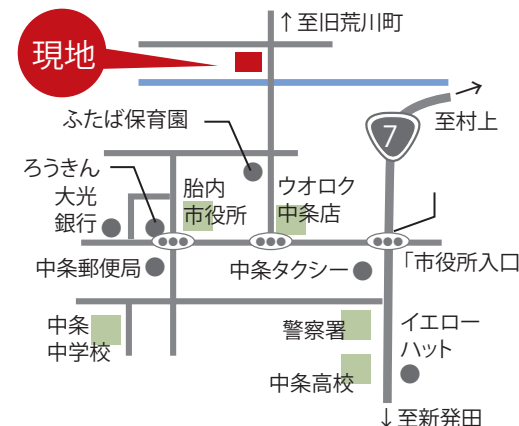 ↑至旧荒川町
現地
7
至村上
ふたば保育園
ろうきん
大光
銀行
胎内
市役所
ウオロク
中条店
中条郵便局
中条タクシー
「市役所入口
中条
中学校
警察署
イエロー
ハット
中条高校
↓至新発田